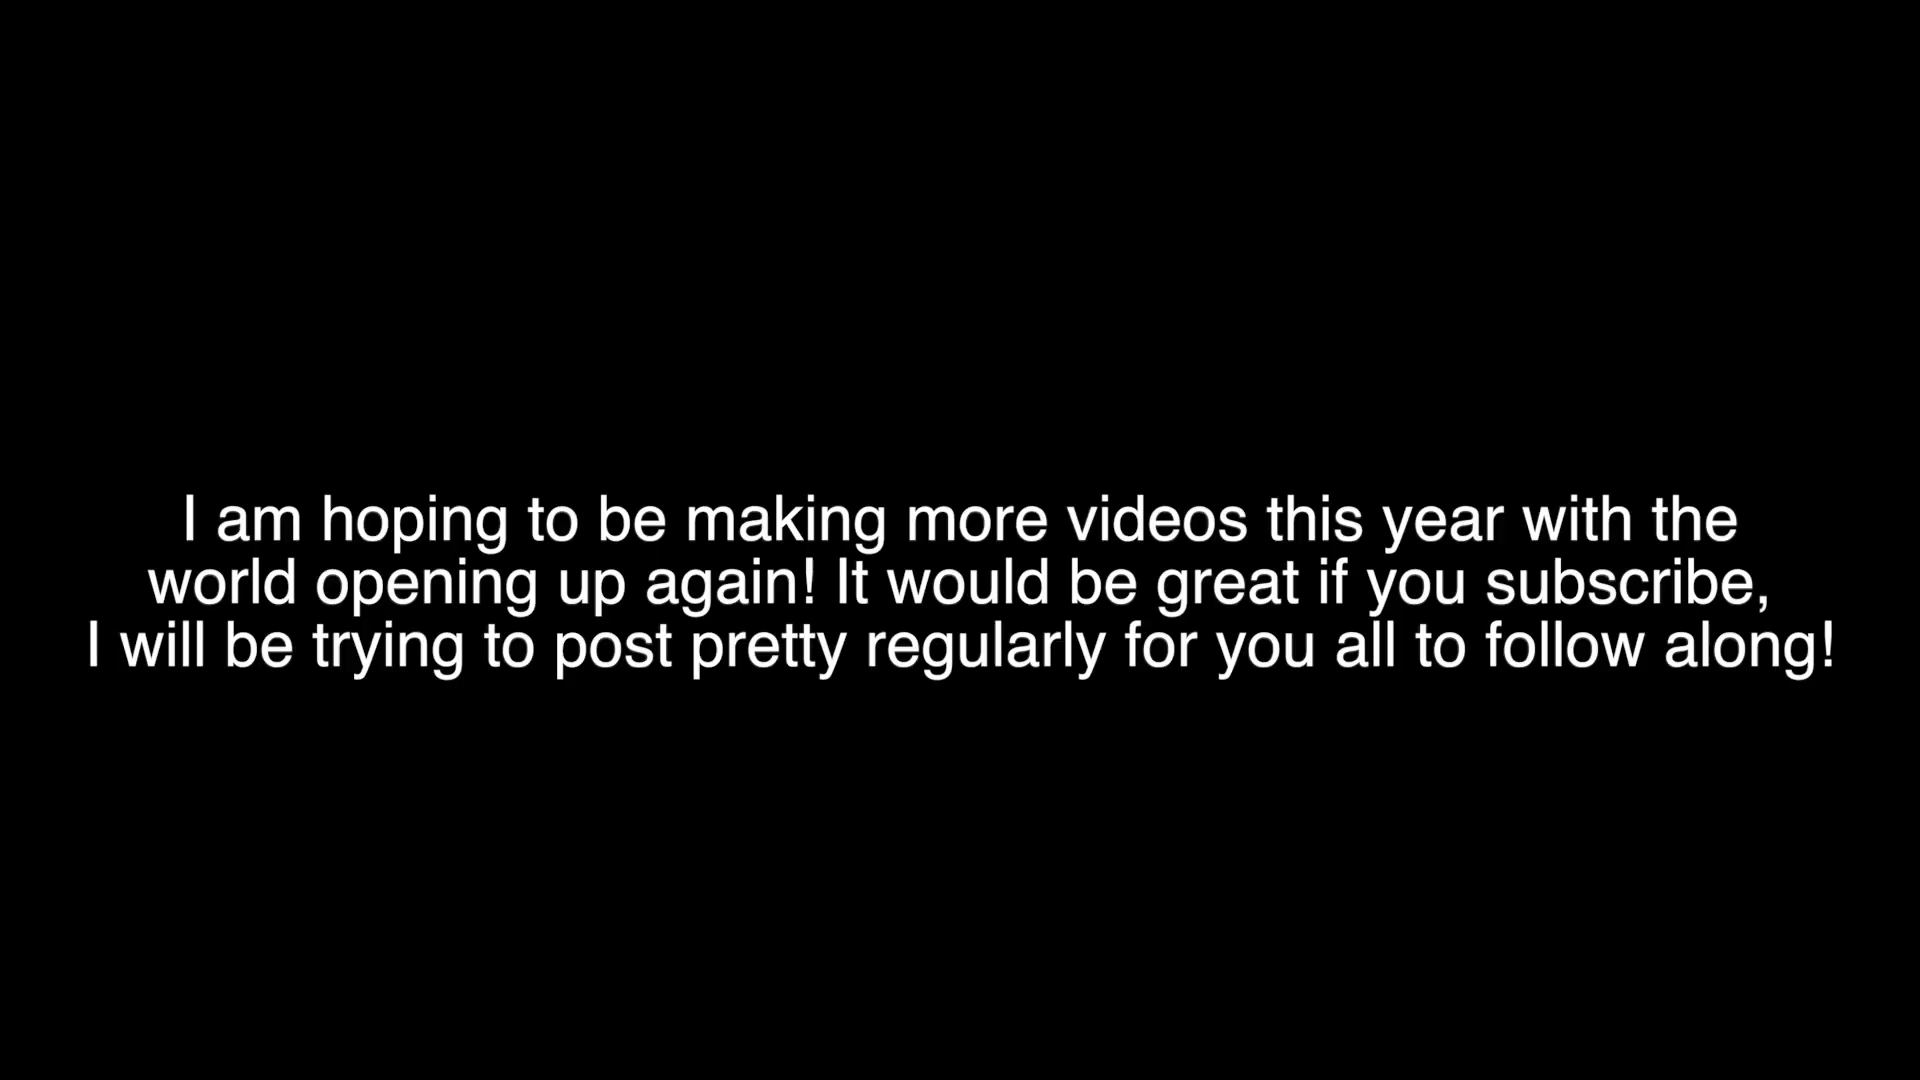 I am hoping to be making more videos this year with the
world opening up again! It would be great if you subscribe,
I will be trying to post pretty regularly for you all to follow along!